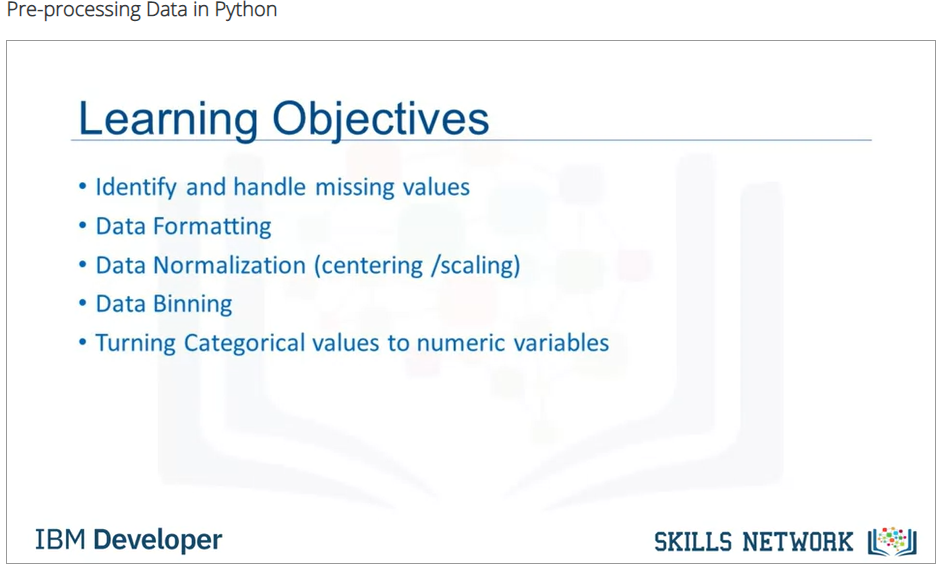 Pre-processing Data in Python
Learning Objectives
• Identify and handle missing values
• Data Formatting
• Data Normalization (centering /scaling)
• Data Binning
• Turning Categorical values to numeric variables
IBM Developer
SKILLS NETWORK